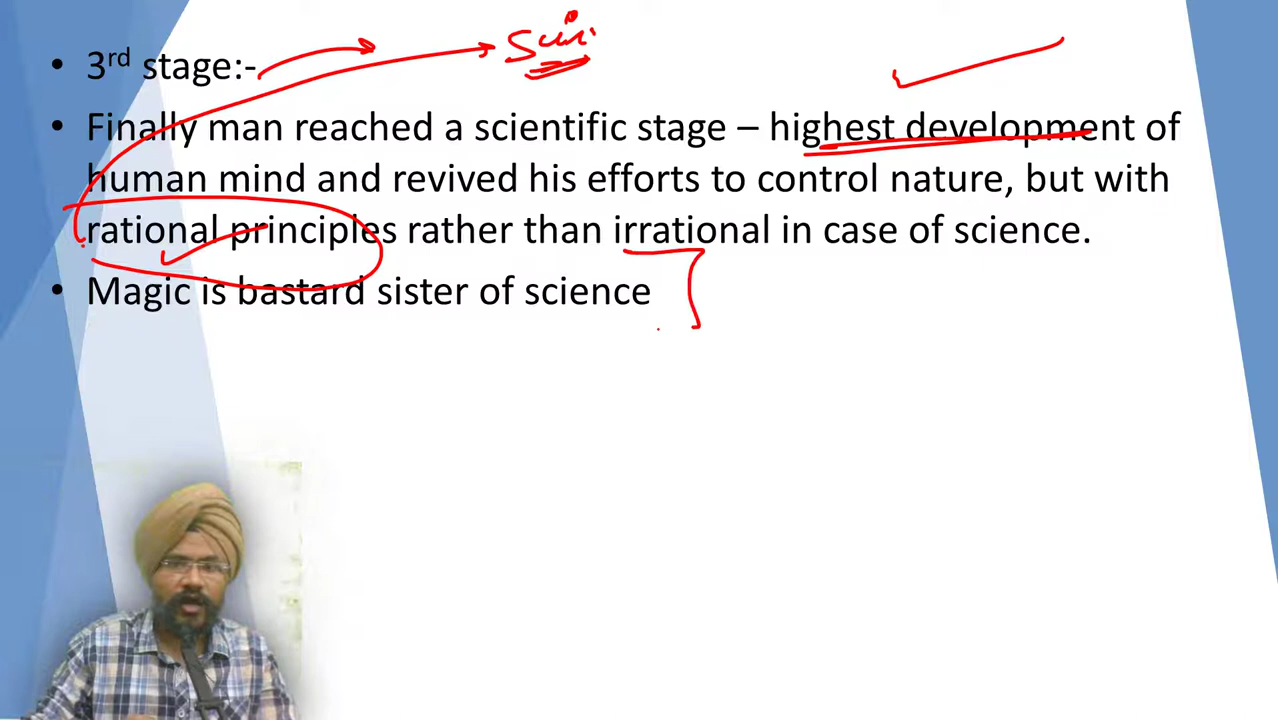 • 3rd stage:-
• Finally man reached a scientific stage – highest development of
human mind and revived his efforts to control nature, but with
rational principles rather than irrational in case of science.
• Magic is bastard sister of science